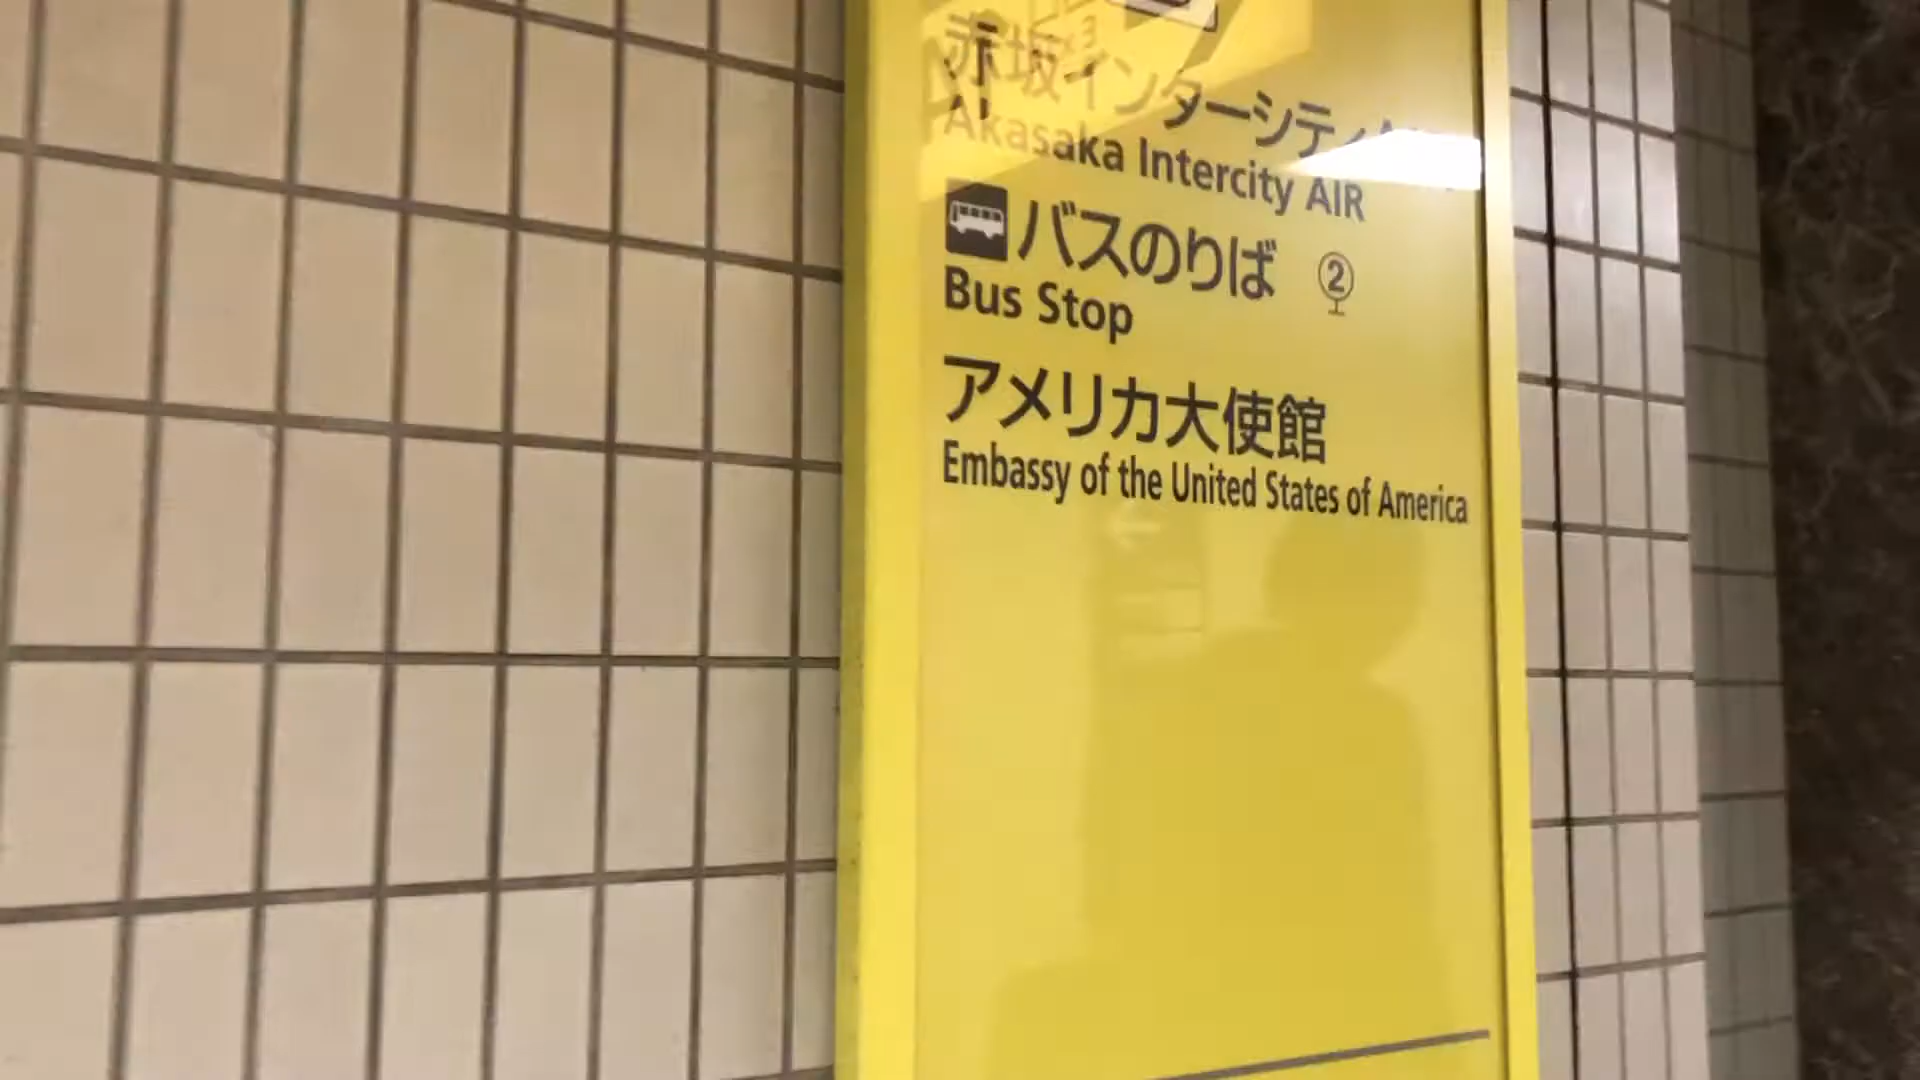 赤坂インターシティAIR
Akasaka Intercity AIR
バスのりば ②
Bus Stop
アメリカ大使館
Embassy of the United States of America